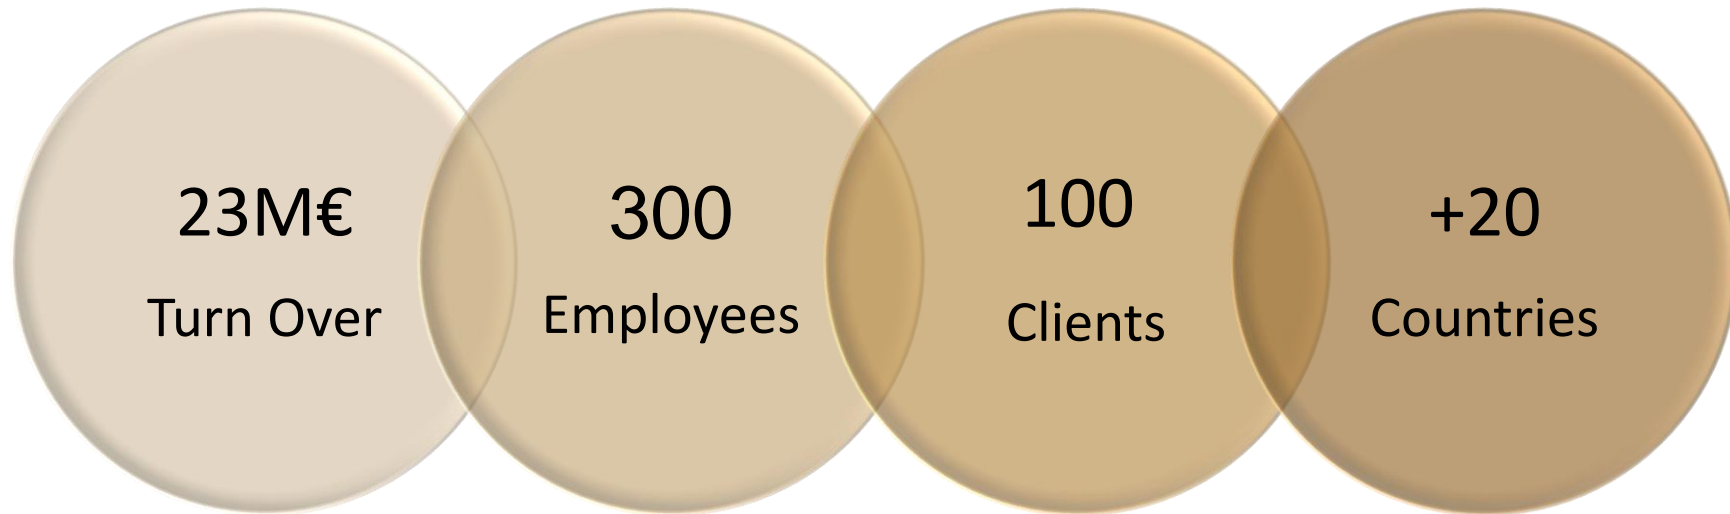 23M€
Turn Over
300
Employees
100
Clients
+20
Countries